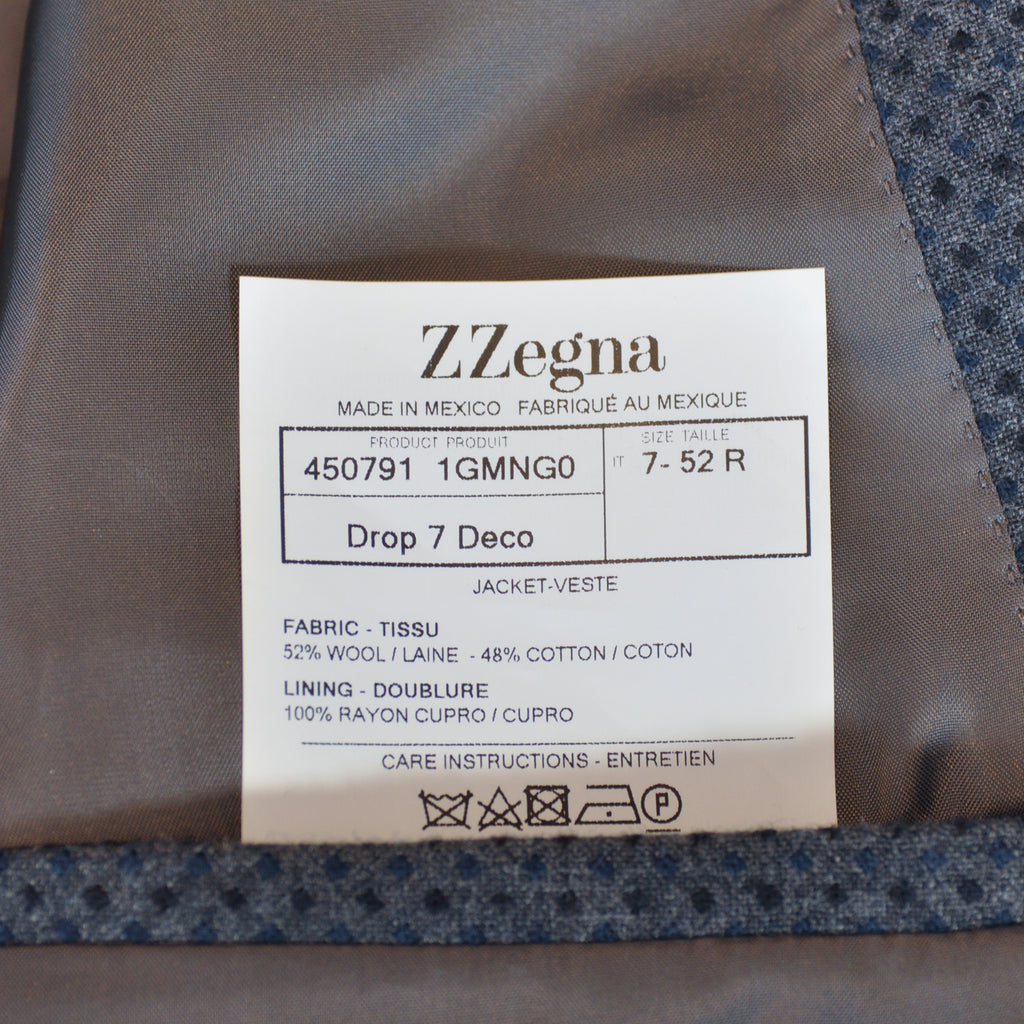 ZZegna
MADE IN MEXICO FABRIQUÉ AU MEXIQUE
PRODUCT PRODUIT
450791 1GMNG0
SIZE TAILLE
IT 7- 52 R
Drop 7 Deco
JACKET-VESTE
FABRIC - TISSU
52% WOOL / LAINE - 48% COTTON / COTON
LINING - DOUBLURE
100% RAYON CUPRO / CUPRO
CARE INSTRUCTIONS - ENTRETIEN
P